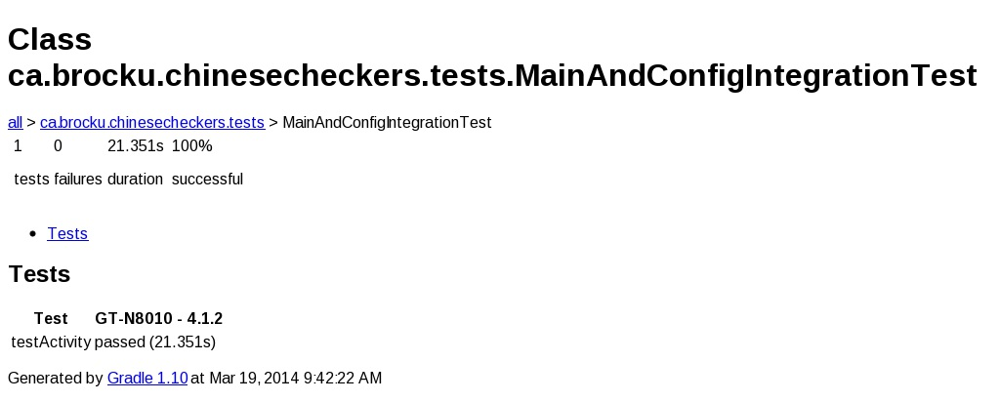 Class
ca.brocku.chinesecheckers.tests.MainAndConfigIntegrationTest
all > ca.brocku.chinesecheckers.tests > MainAndConfigIntegrationTest
1 0 21.351s 100%
tests failures duration successful
• Tests
Tests
Test GT-N8010 - 4.1.2
testActivity passed (21.351s)
Generated by Gradle 1.10 at Mar 19, 2014 9:42:22 AM